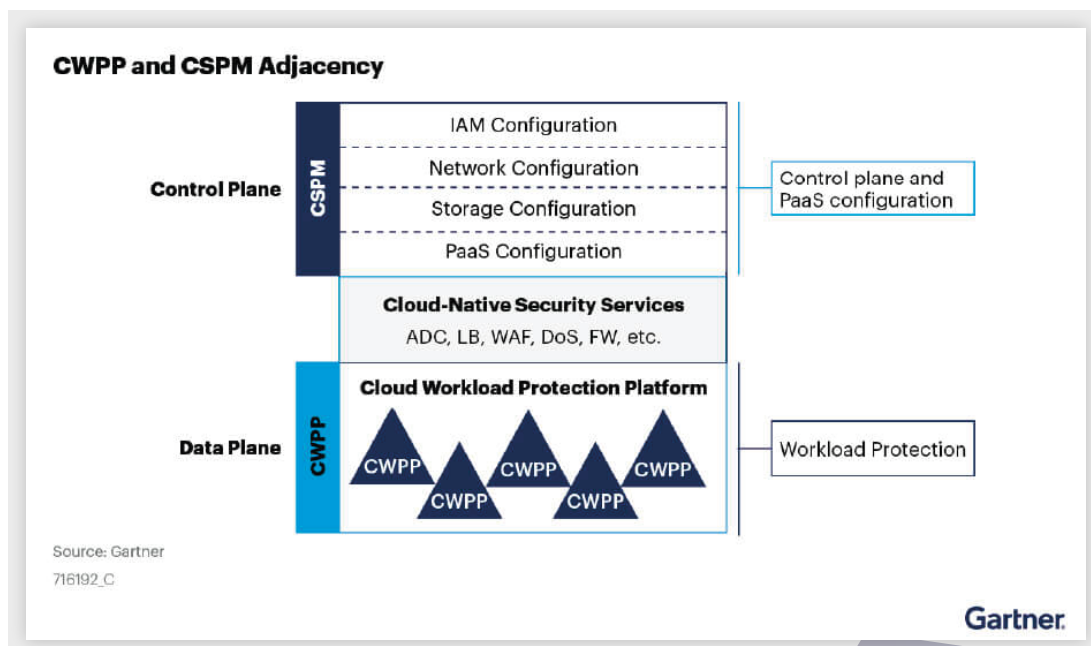 CWPP and CSPM Adjacency
Control Plane
CSPM
IAM Configuration
Network Configuration
Storage Configuration
PaaS Configuration
Control plane and
PaaS configuration
Cloud-Native Security Services
ADC, LB, WAF, DoS, FW, etc.
Data Plane
CWPP
Cloud Workload Protection Platform
CWPP
CWPP
CWPP
CWPP
CWPP
Workload Protection
Source: Gartner
716192_C
Gartner.